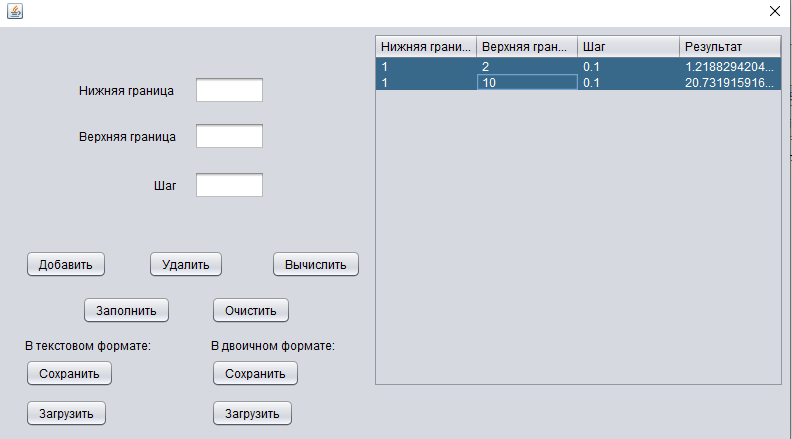 Нижняя граница
Верхняя граница
Шаг
Добавить Удалить Вычислить
Заполнить Очистить
В текстовом формате: В двоичном формате:
Сохранить Сохранить
Загрузить Загрузить
Нижняя грани... Верхняя гран... Шаг Результат
1 2 0.1 1.2188294204...
1 10 0.1 20.731915916...